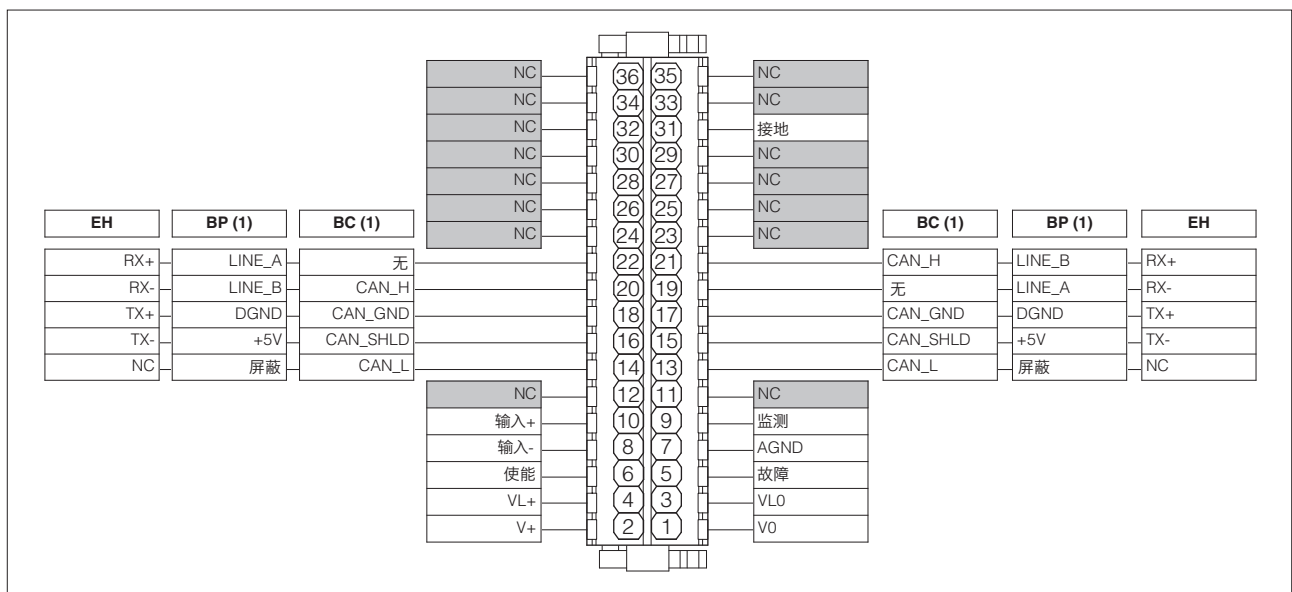 NC 36 35 NC
NC 34 33 NC
NC 32 31 接地
NC 30 29 NC
NC 28 27 NC
NC 26 25 NC
EH BP (1) BC (1) BC (1) BP (1) EH
NC 24 23 NC
RX+ LINE_A 无 22 21 CAN_H LINE_B RX+
RX- LINE_B CAN_H 20 19 无 LINE_A RX-
TX+ DGND CAN_GND 18 17 CAN_GND DGND TX+
TX- +5V CAN_SHLD 16 15 CAN_SHLD +5V TX-
NC 屏蔽 CAN_L 14 13 CAN_L 屏蔽 NC
NC 12 11 NC
输入+ 10 9 监测
输入- 8 7 AGND
使能 6 5 故障
VL+ 4 3 VL0
V+ 2 1 V0